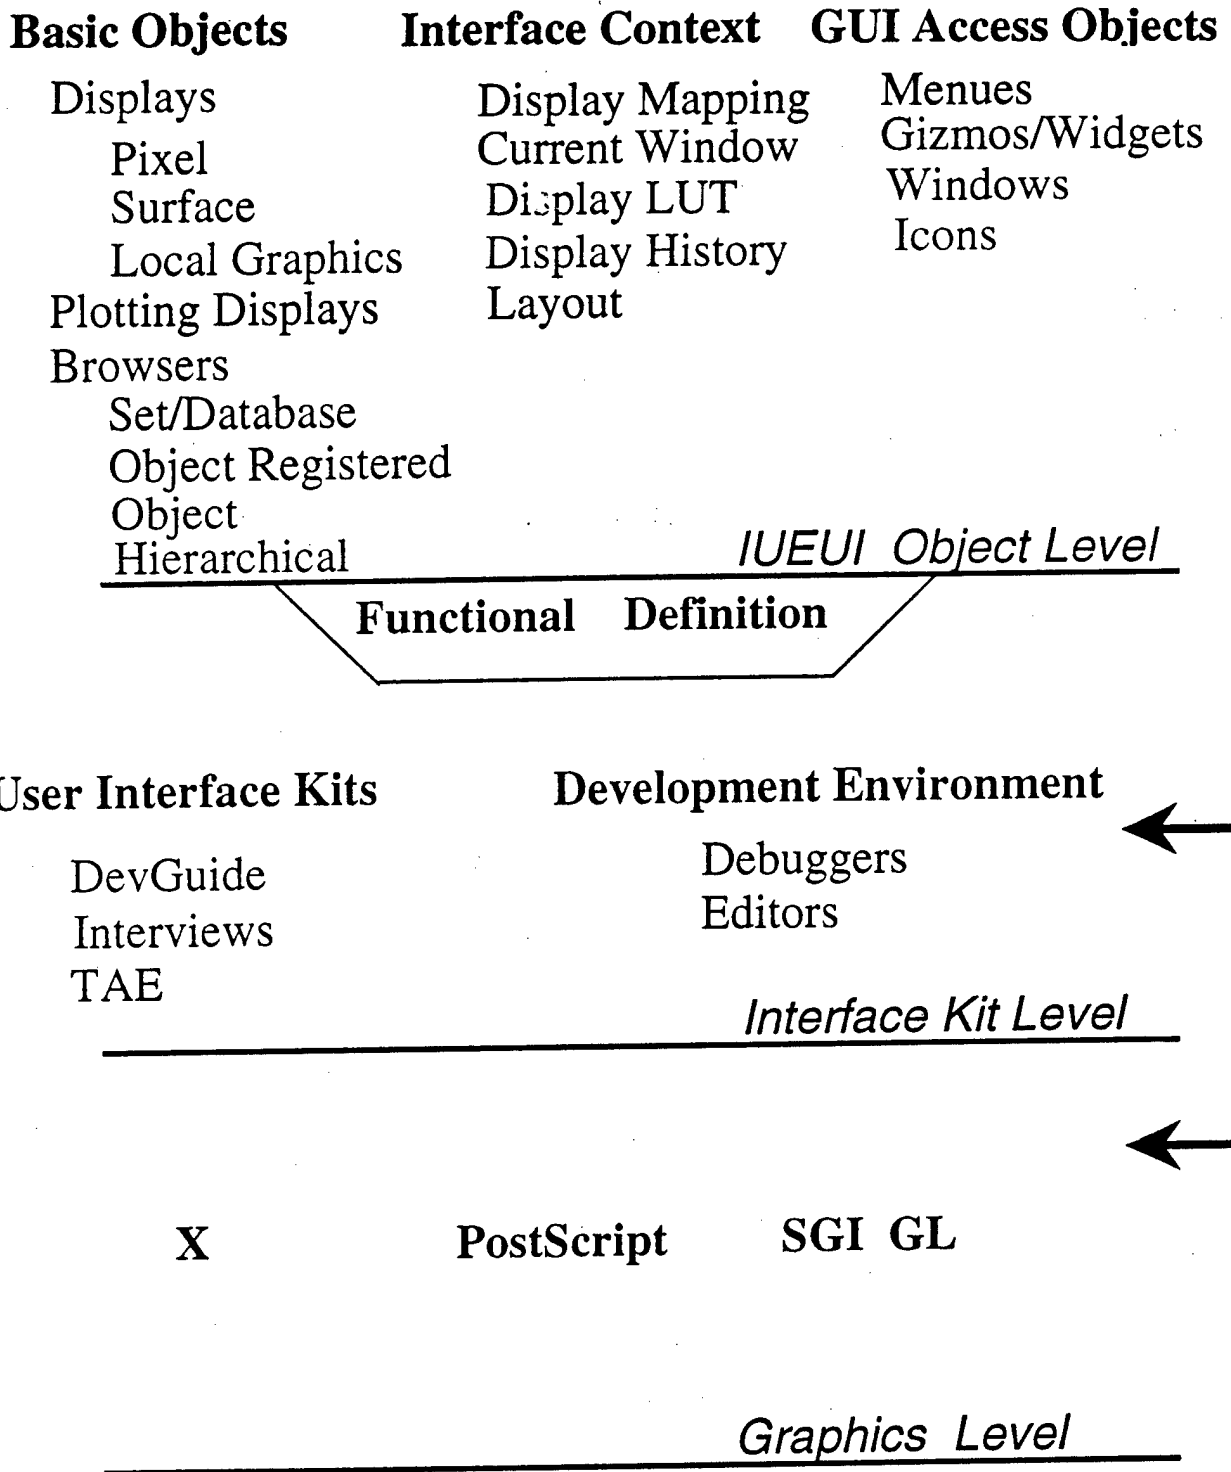 Basic Objects
Interface Context
GUI Access Objects
Displays
Pixel
Surface
Local Graphics
Plotting Displays
Browsers
Set/Database
Object Registered
Object
Hierarchical
Display Mapping
Current Window
Display LUT
Display History
Layout
Menues
Gizmos/Widgets
Windows
Icons
IUEUI Object Level
Functional Definition
User Interface Kits
DevGuide
Interviews
TAE
Development Environment
Debuggers
Editors
Interface Kit Level
X
PostScript
SGI GL
Graphics Level